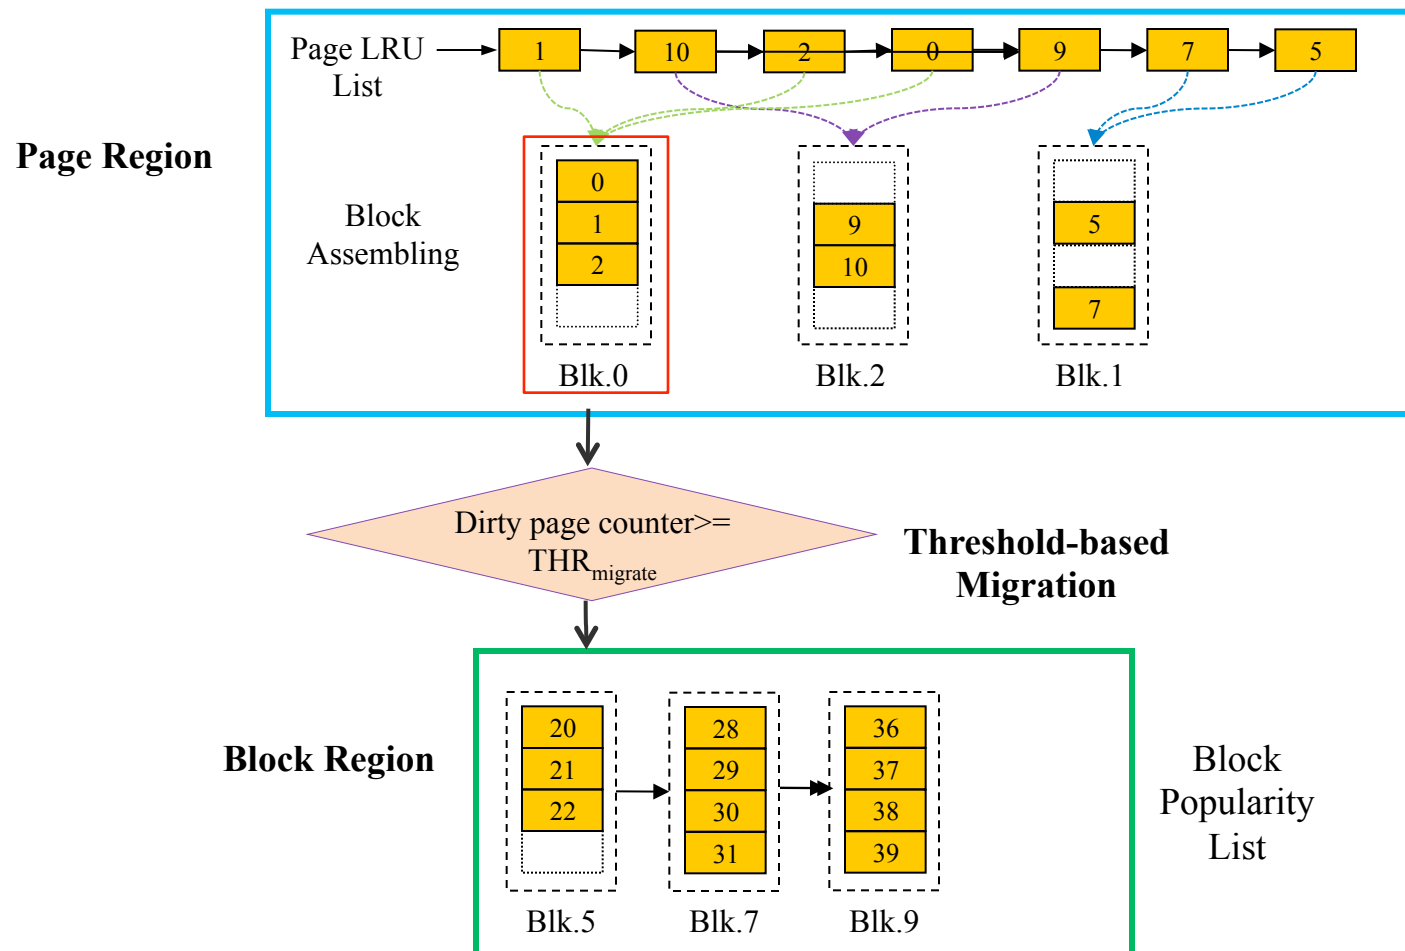 Page LRU
List
1 10 2 0 9 7 5
Page Region
Block
Assembling
0
1
2
Blk.0
9
10
Blk.2
5
7
Blk.1
Dirty page counter>=
THRmigrate
Threshold-based
Migration
Block Region
20
21
22
Blk.5
28
29
30
31
Blk.7
36
37
38
39
Blk.9
Block
Popularity
List